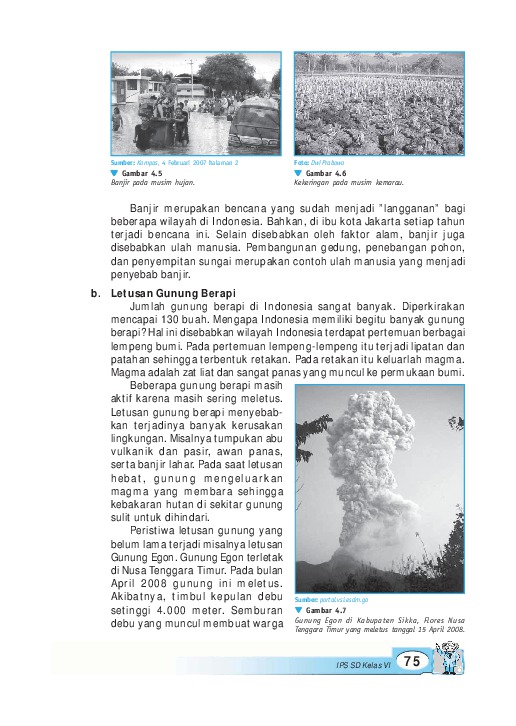 Sumber: Kompas, 4 Februari 2007 halaman 2
Gambar 4.5
Banjir pada musim hujan.
Foto: Dwi Prabowo
Gambar 4.6
Kekeringan pada musim kemarau.
Banjir merupakan bencana yang sudah menjadi "langganan" bagi
beberapa wilayah di Indonesia. Bahkan, di ibu kota Jakarta setiap tahun
terjadi bencana ini. Selain disebabkan oleh faktor alam, banjir juga
disebabkan ulah manusia. Pembangunan gedung, penebangan pohon,
dan penyempitan sungai merupakan contoh ulah manusia yang menjadi
penyebab banjir.
b. Letusan Gunung Berapi
Jumlah gunung berapi di Indonesia sangat banyak. Diperkirakan
mencapai 130 buah. Mengapa Indonesia memiliki begitu banyak gunung
berapi? Hal ini disebabkan wilayah Indonesia terdapat pertemuan berbagai
lempeng bumi. Pada pertemuan lempeng-lempeng itu terjadi lipatan dan
patahan sehingga terbentuk retakan. Pada retakan itu keluarlah magma.
Magma adalah zat liat dan sangat panas yang muncul ke permukaan bumi.
Beberapa gunung berapi masih
aktif karena masih sering meletus.
Letusan gunung berapi menyebab-
kan terjadinya banyak kerusakan
lingkungan. Misalnya tumpukan abu
vulkanik dan pasir, awan panas,
serta banjir lahar. Pada saat letusan
hebat, gunung mengeluarkan
magma yang membara sehingga
kebakaran hutan di sekitar gunung
sulit untuk dihindari.
Peristiwa letusan gunung yang
belum lama terjadi misalnya letusan
Gunung Egon. Gunung Egon terletak
di Nusa Tenggara Timur. Pada bulan
April 2008 gunung ini meletus.
Akibatnya, timbul kepulan debu
setinggi 4.000 meter. Semburan
debu yang muncul membuat warga
Sumber: portal.vsi.esdm.go
Gambar 4.7
Gunung Egon di Kabupaten Sikka, Flores Nusa
Tenggara Timur yang meletus tanggal 15 April 2008.
IPS SD Kelas VI 75